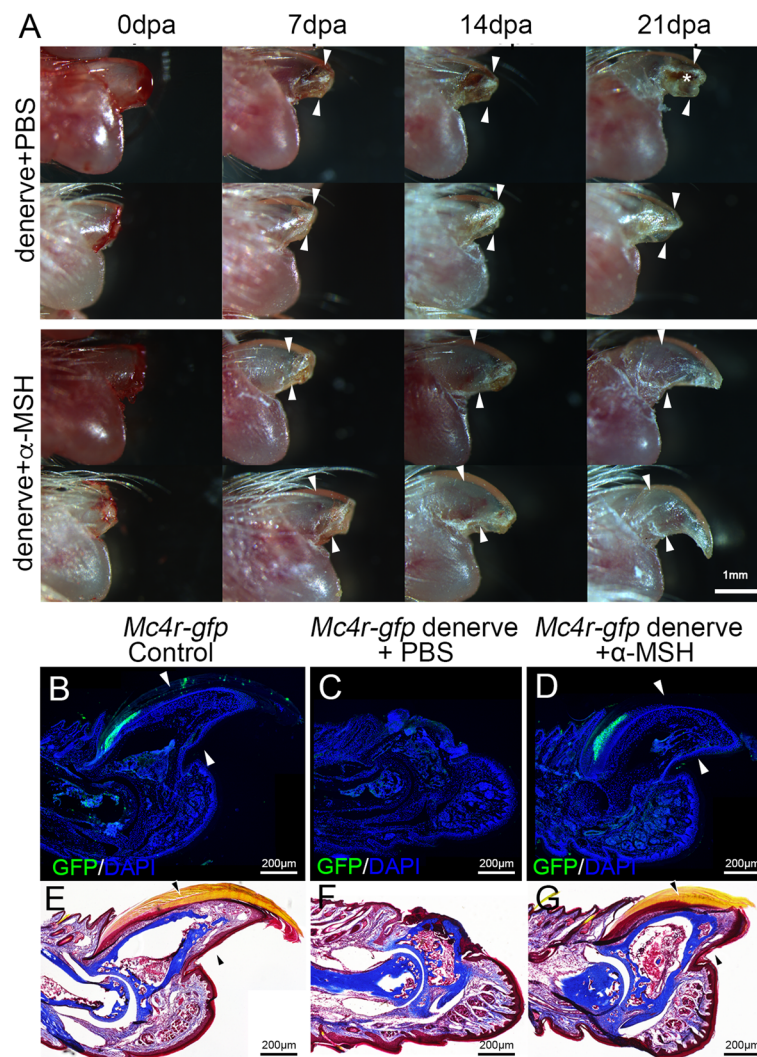 A
0dpa 7dpa 14dpa 21dpa
denerve+PBS
*
denerve+α-MSH
1mm
Mc4r-gfp Control
Mc4r-gfp denerve + PBS
Mc4r-gfp denerve +α-MSH
B C D
GFP/DAPI 200μm GFP/DAPI 200μm GFP/DAPI 200μm
E F G
200μm 200μm 200μm